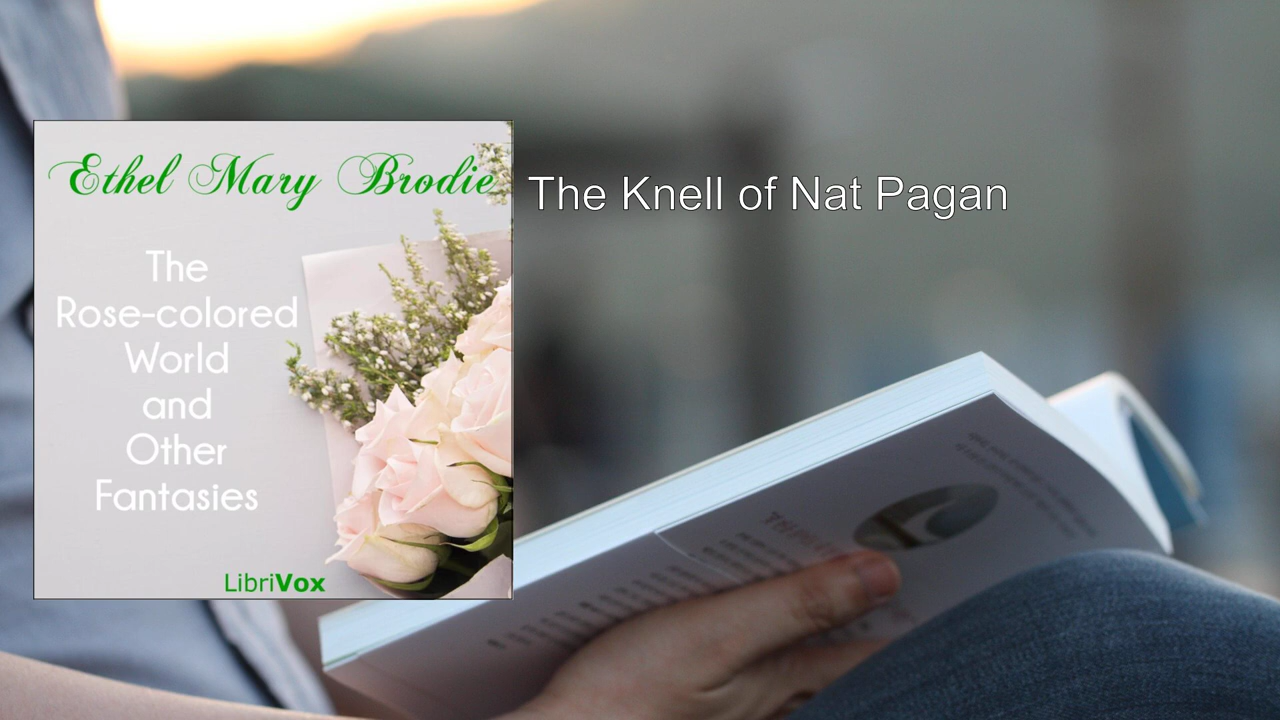 Ethel Mary Brodie
The
Rose-colored
World
and
Other
Fantasies
LibriVox
The Knell of Nat Pagan